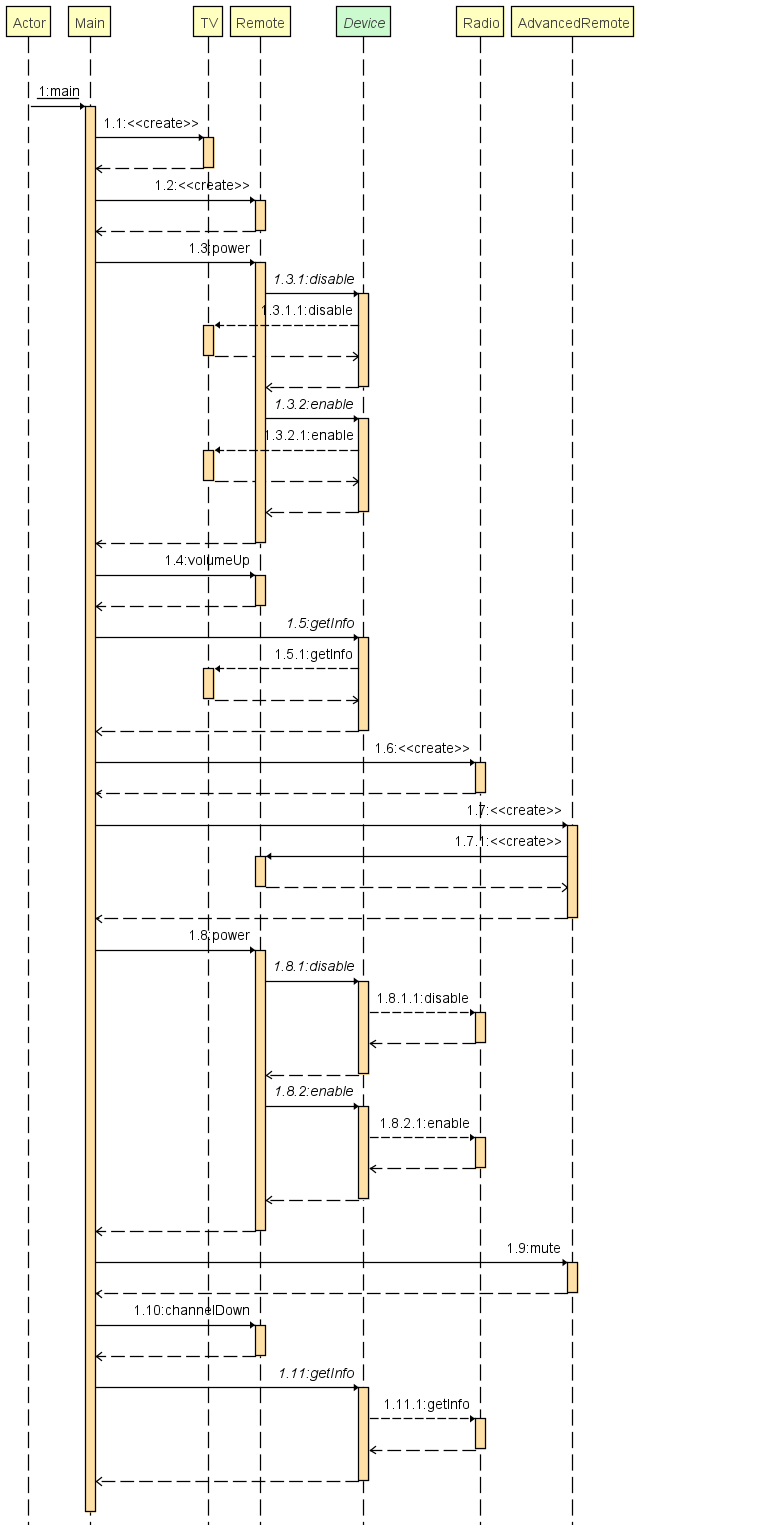 Actor
Main
TV
Remote
Device
Radio
AdvancedRemote
1:main
1.1:<<create>>
1.2:<<create>>
1.3:power
1.3.1:disable
1.3.1.1:disable
1.3.2:enable
1.3.2.1:enable
1.4:volumeUp
1.5:getInfo
1.5.1:getInfo
1.6:<<create>>
1.7:<<create>>
1.7.1:<<create>>
1.8:power
1.8.1:disable
1.8.1.1:disable
1.8.2:enable
1.8.2.1:enable
1.9:mute
1.10:channelDown
1.11:getInfo
1.11.1:getInfo